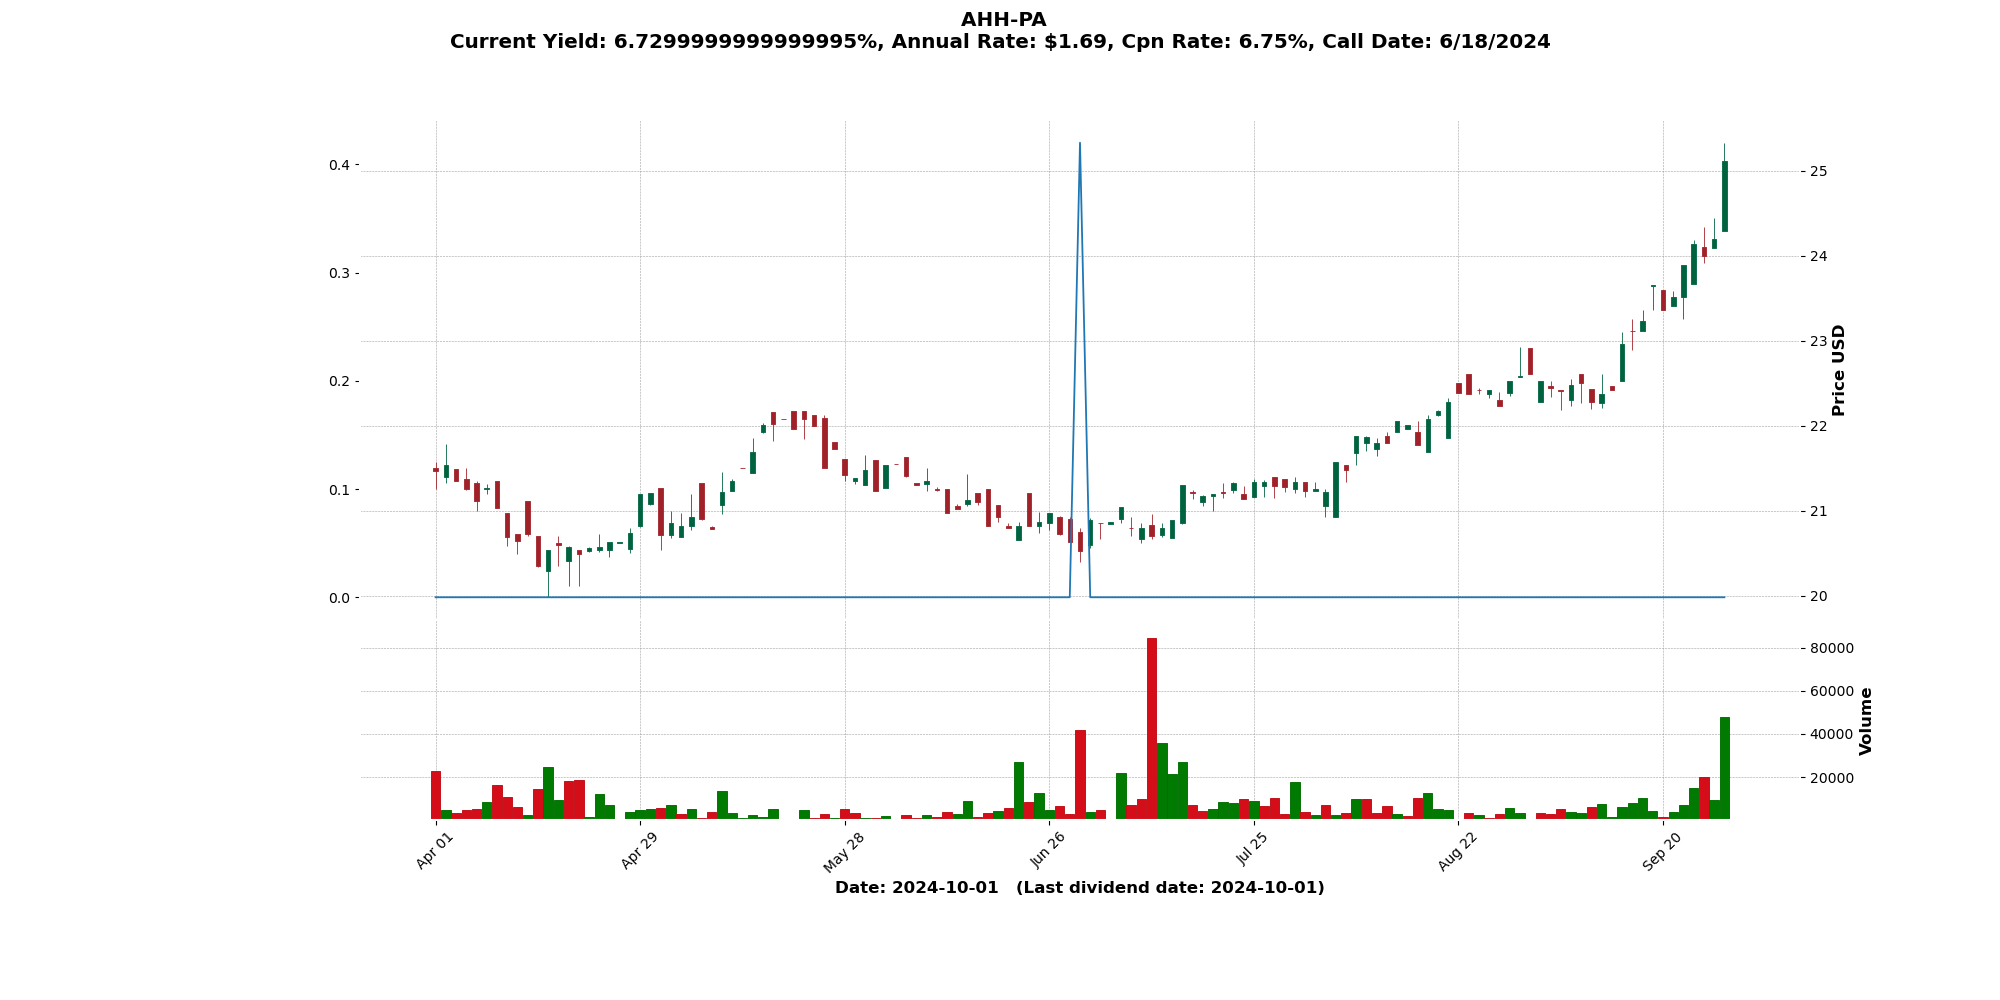 AHH-PA
Current Yield: 6.7299999999999995%, Annual Rate: $1.69, Cpn Rate: 6.75%, Call Date: 6/18/2024
0.4
0.3
0.2
0.1
0.0
25
24
23
22
21
20
Price USD
80000
60000
40000
20000
Volume
Apr 01
Apr 29
May 28
Jun 26
Jul 25
Aug 22
Sep 20
Date: 2024-10-01 (Last dividend date: 2024-10-01)